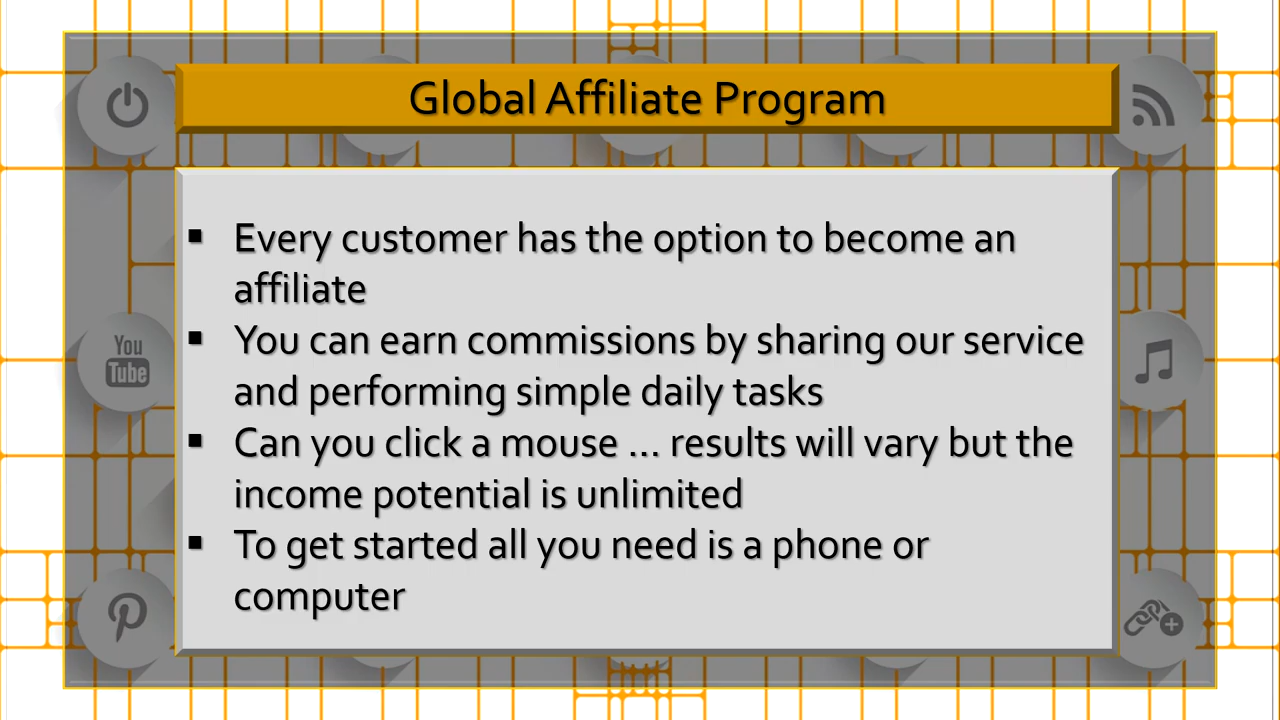 Global Affiliate Program
▪ Every customer has the option to become an
affiliate
▪ You can earn commissions by sharing our service
and performing simple daily tasks
▪ Can you click a mouse ... results will vary but the
income potential is unlimited
▪ To get started all you need is a phone or
computer
You
Tube